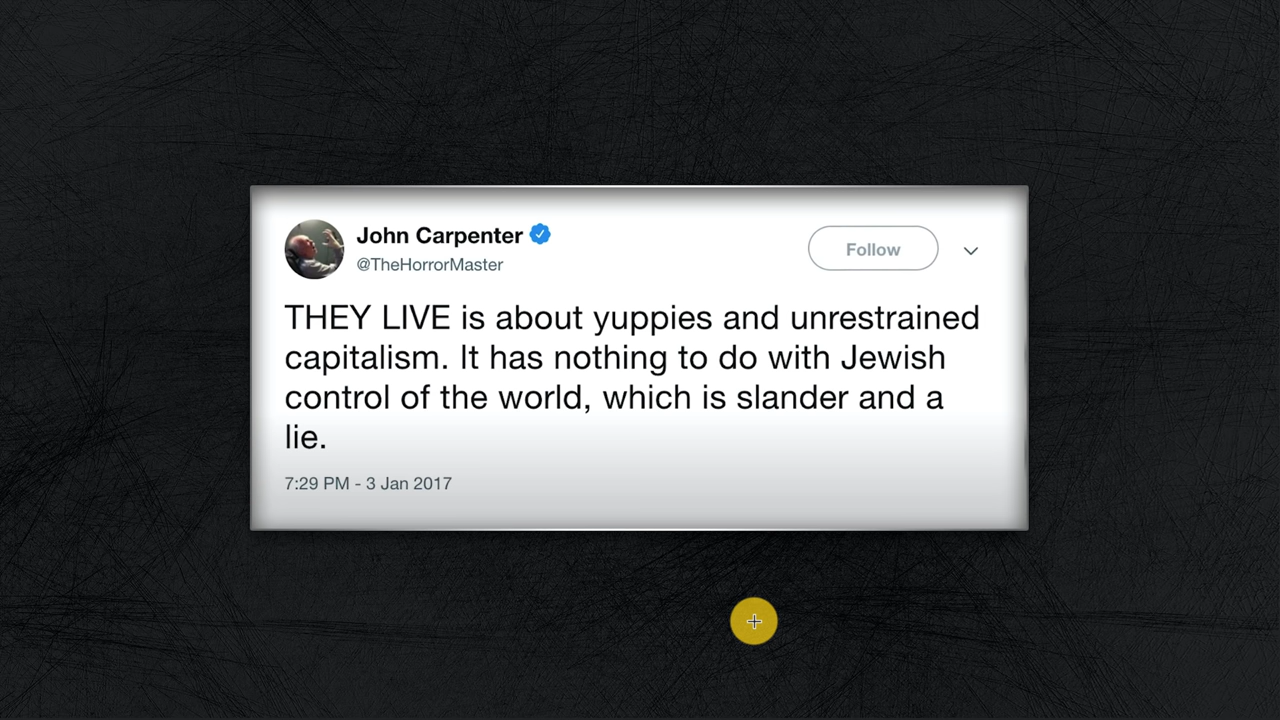 John Carpenter
@TheHorrorMaster
Follow
THEY LIVE is about yuppies and unrestrained
capitalism. It has nothing to do with Jewish
control of the world, which is slander and a
lie.
7:29 PM - 3 Jan 2017